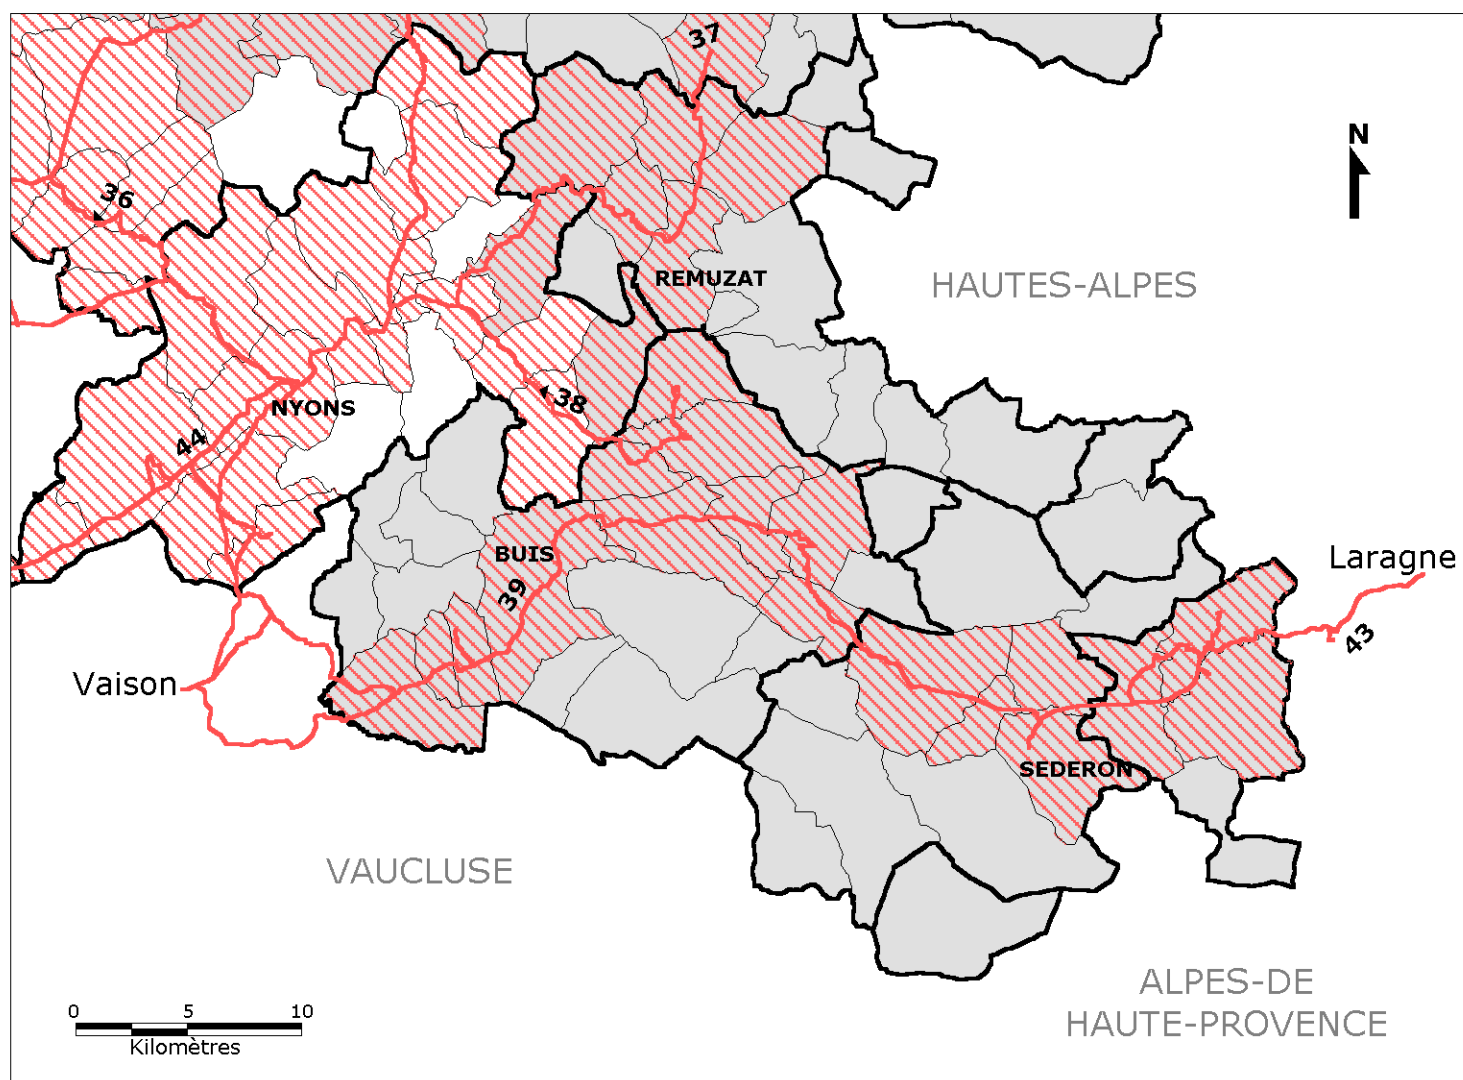 37
N
36
REMUZAT
HAUTES-ALPES
38
NYONS
44
BUIS
Laragne
39
43
Vaison
SEDERON
VAUCLUSE
ALPES-DE
HAUTE-PROVENCE
0 5 10
Kilomètres